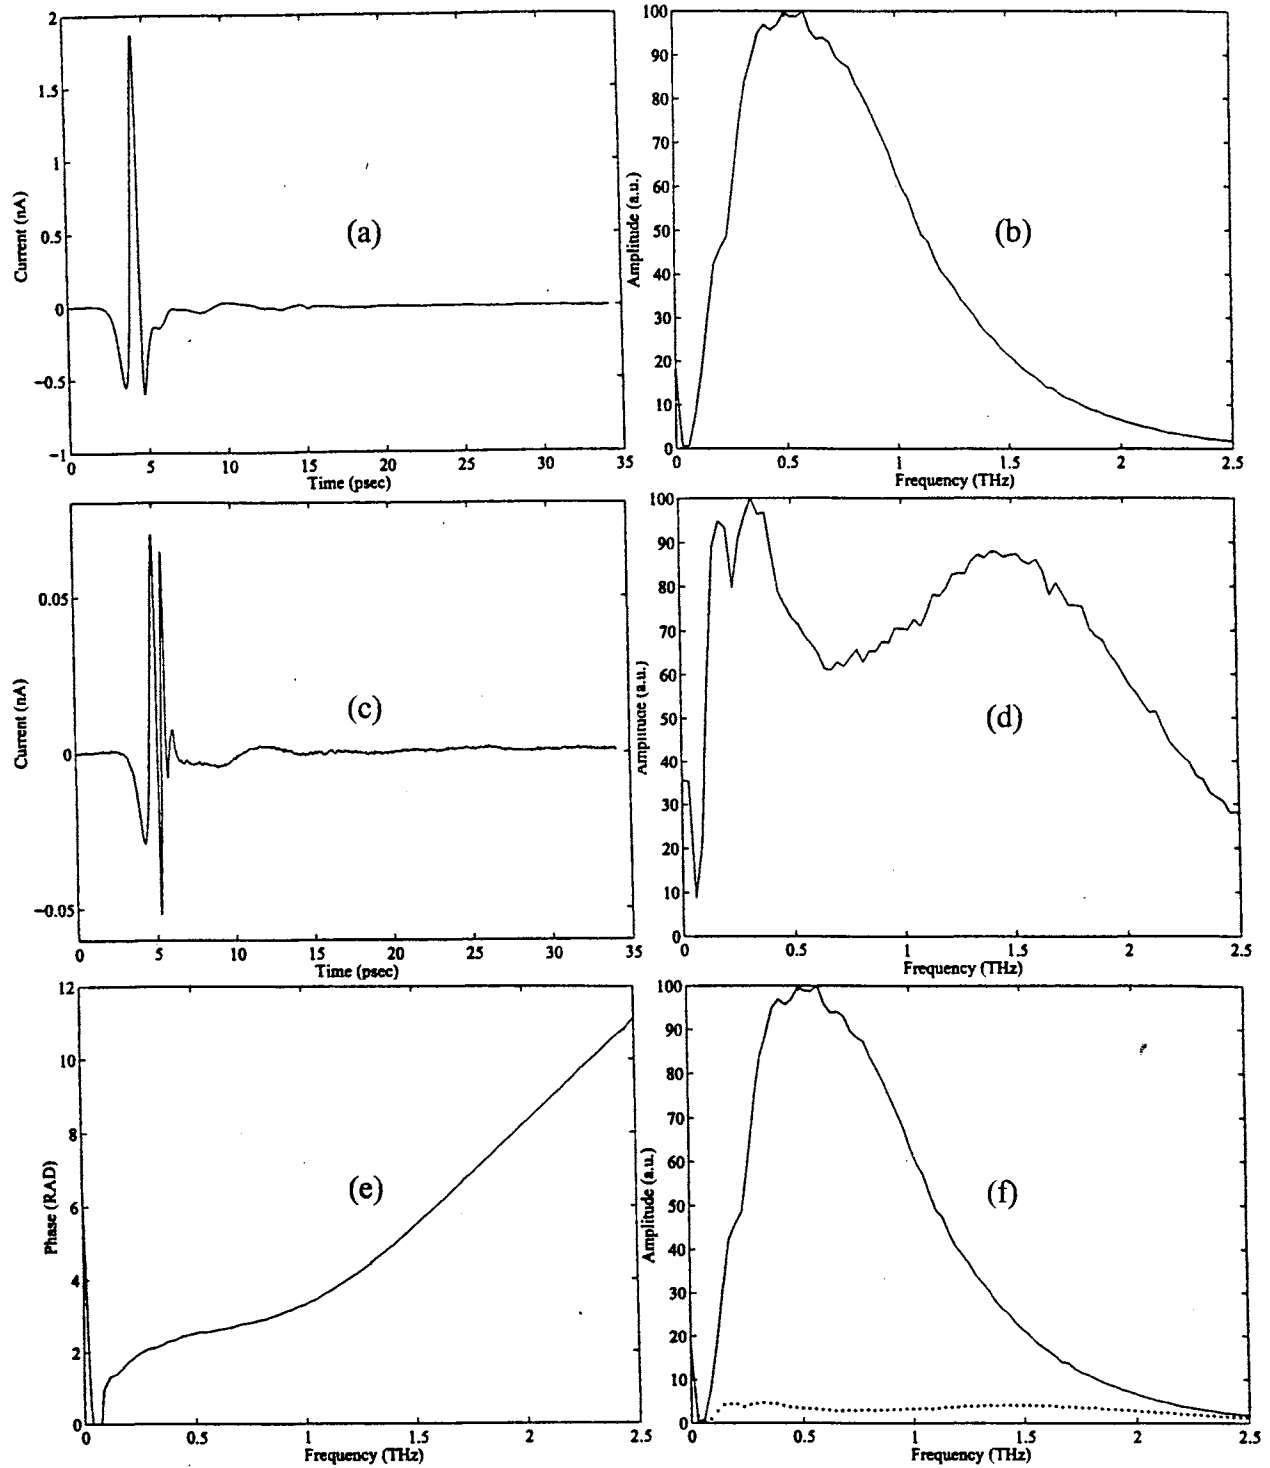 2
1.5
1
0.5
0
−0.5
−1
Current (nA)
(a)
0 5 10 15 20 25 30 35
Time (psec)
100
90
80
70
60
50
40
30
20
10
0
Amplitude (a.u.)
(b)
0 0.5 1 1.5 2 2.5
Frequency (THz)
0.05
0
−0.05
Current (nA)
(c)
0 5 10 15 20 25 30 35
Time (psec)
100
90
80
70
60
50
40
30
20
10
0
Amplitude (a.u.)
(d)
0 0.5 1 1.5 2 2.5
Frequency (THz)
12
10
8
6
4
2
0
Phase (RAD)
(e)
0 0.5 1 1.5 2 2.5
Frequency (THz)
100
90
80
70
60
50
40
30
20
10
0
Amplitude (a.u.)
(f)
0 0.5 1 1.5 2 2.5
Frequency (THz)